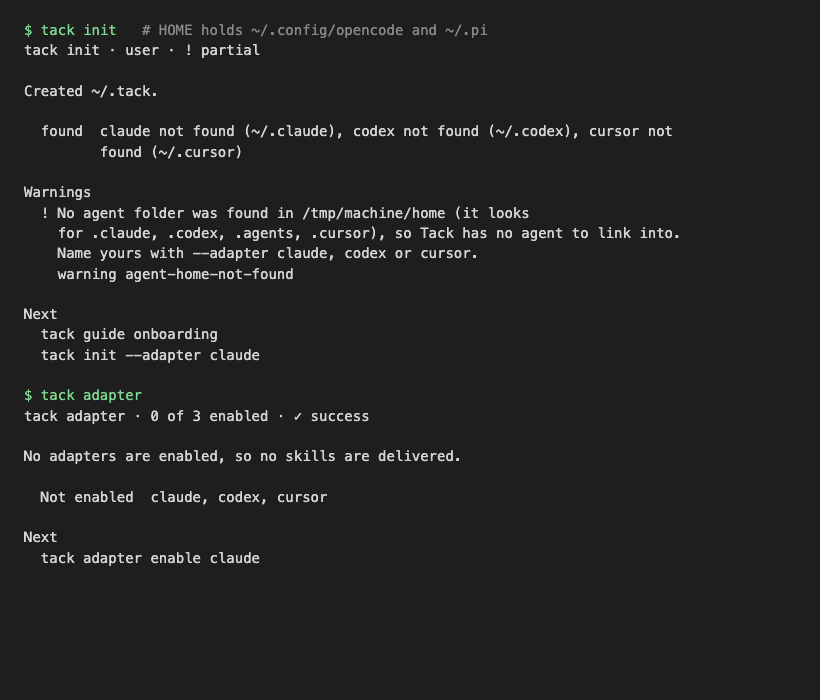 $ tack init   # HOME holds ~/.config/opencode and ~/.pi
tack init · user · ! partial
Created ~/.tack.
found  claude not found (~/.claude), codex not found (~/.codex), cursor not
found (~/.cursor)
Warnings
! No agent folder was found in /tmp/machine/home (it looks
for .claude, .codex, .agents, .cursor), so Tack has no agent to link into.
Name yours with --adapter claude, codex or cursor.
warning agent-home-not-found
Next
tack guide onboarding
tack init --adapter claude
$ tack adapter
tack adapter · 0 of 3 enabled · ✓ success
No adapters are enabled, so no skills are delivered.
Not enabled  claude, codex, cursor
Next
tack adapter enable claude